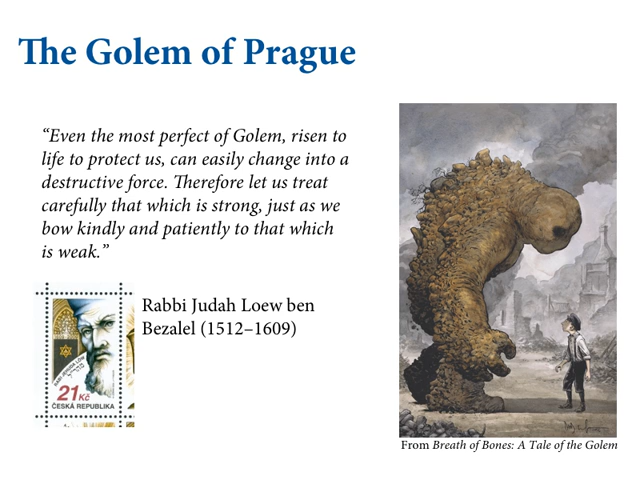 The Golem of Prague
“Even the most perfect of Golem, risen to
life to protect us, can easily change into a
destructive force. Therefore let us treat
carefully that which is strong, just as we
bow kindly and patiently to that which
is weak.”
Rabbi Judah Loew ben
Bezalel (1512–1609)
21 Kč
ČESKÁ REPUBLIKA
From Breath of Bones: A Tale of the Golem